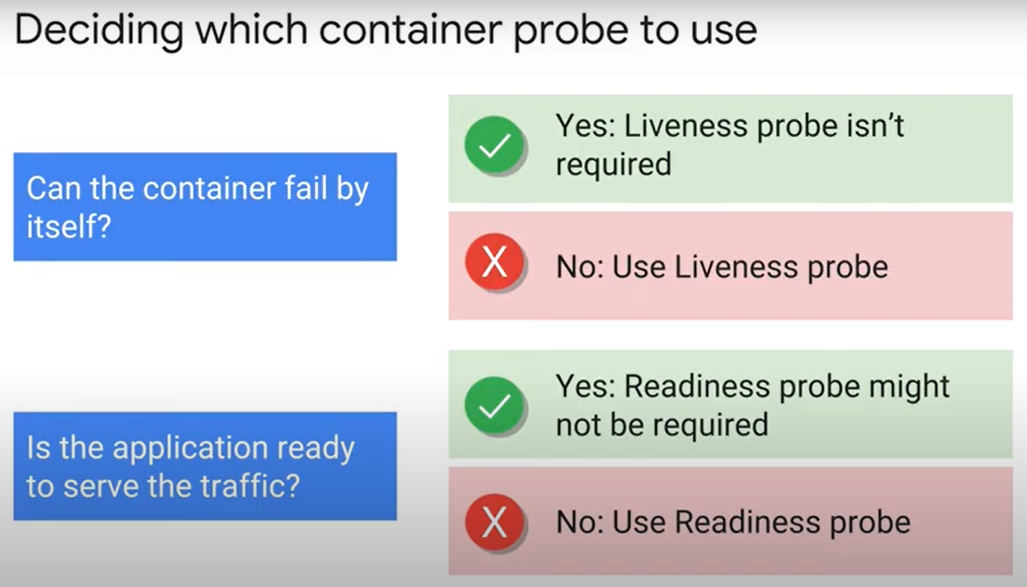 Deciding which container probe to use
Can the container fail by
itself?
Yes: Liveness probe isn’t
required
X
No: Use Liveness probe
Is the application ready
to serve the traffic?
Yes: Readiness probe might
not be required
X
No: Use Readiness probe